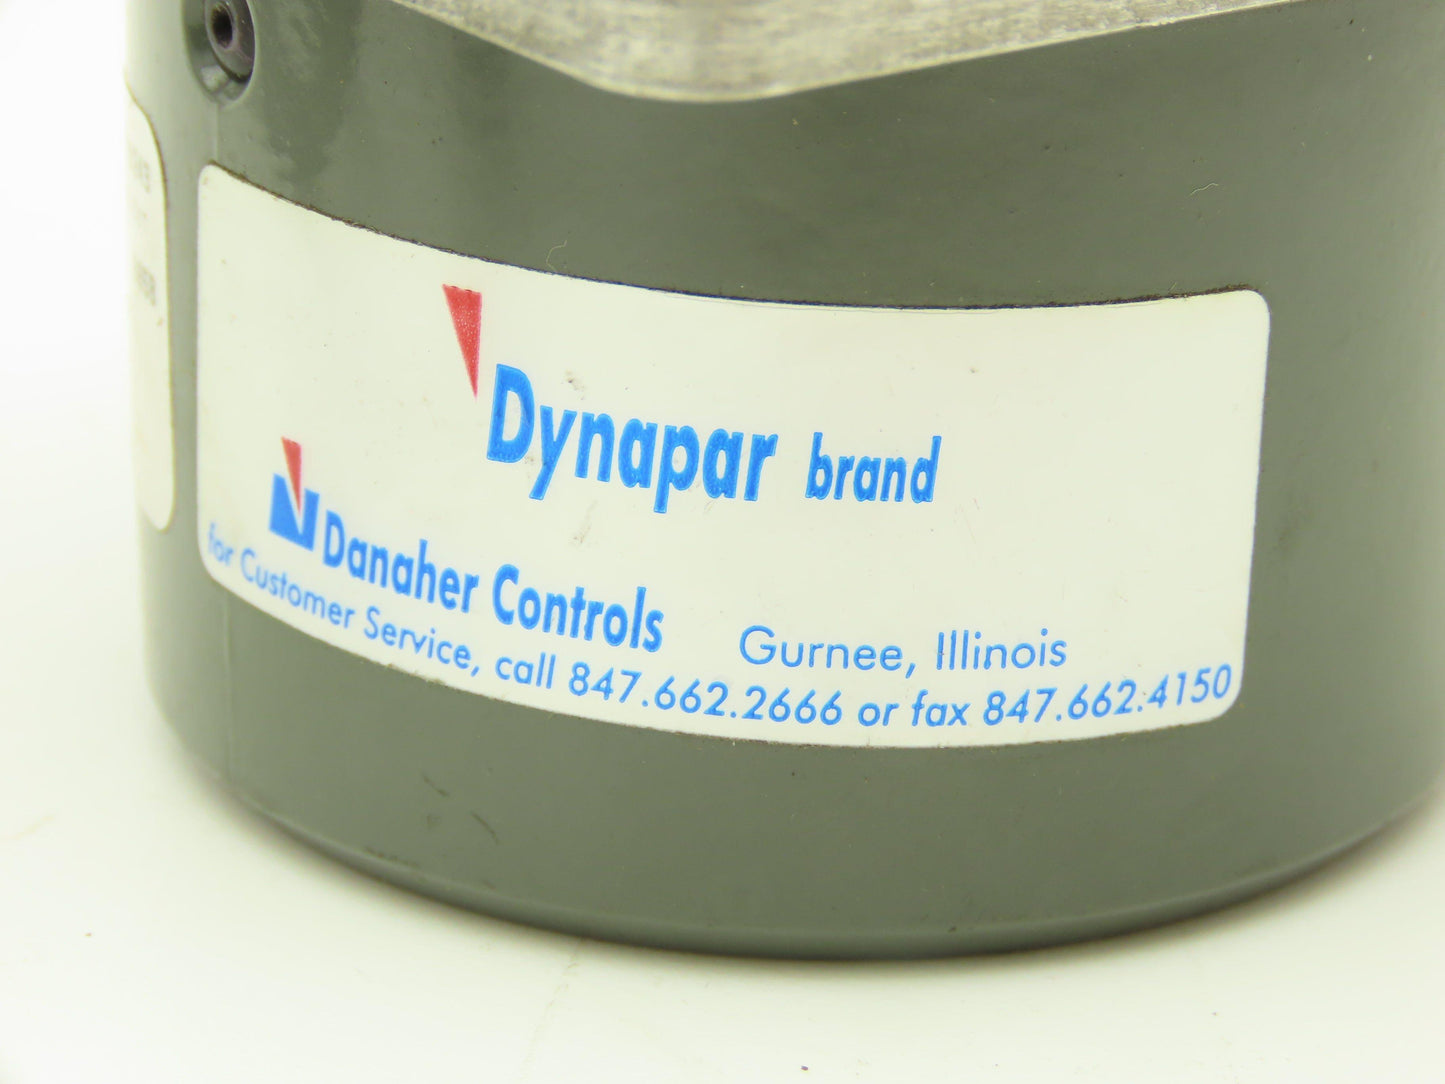 Dynapar brand
Danaher Controls
Gurnee, Illinois
for Customer Service, call 847.662.2666 or fax 847.662.4150